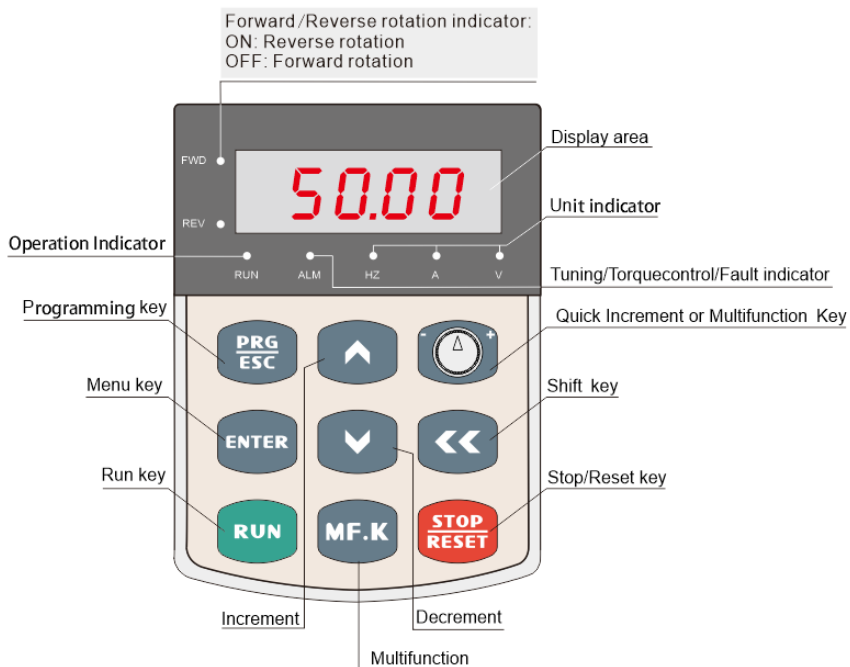 Forward/Reverse rotation indicator:
ON: Reverse rotation
OFF: Forward rotation
Display area
FWD
50.00
Unit indicator
REV
Operation Indicator
RUN ALM HZ A V
Tuning/Torquecontrol/Fault indicator
Programming key
Quick Increment or Multifunction Key
PRG
ESC
- +
Menu key
Shift key
ENTER
Run key
Stop/Reset key
RUN
MF.K
STOP
RESET
Increment
Decrement
Multifunction